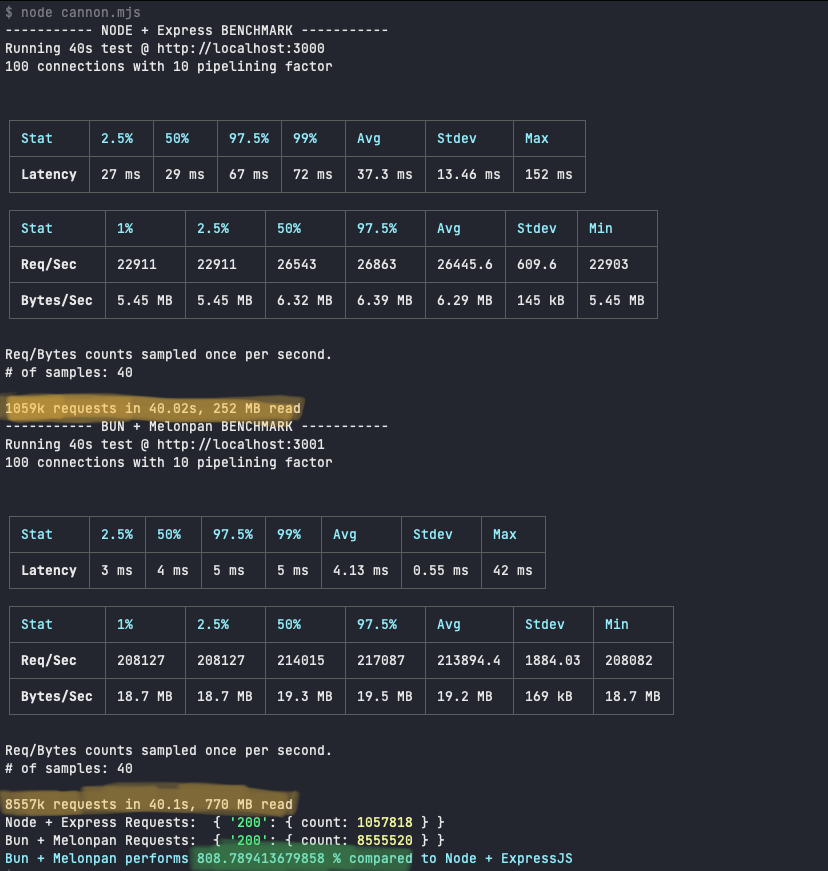 $ node cannon.mjs
----------- NODE + Express BENCHMARK -----------
Running 40s test @ http://localhost:3000
100 connections with 10 pipelining factor
Stat 2.5% 50% 97.5% 99% Avg Stdev Max
Latency 27 ms 29 ms 67 ms 72 ms 37.3 ms 13.46 ms 152 ms
Stat 1% 2.5% 50% 97.5% Avg Stdev Min
Req/Sec 22911 22911 26543 26863 26445.6 609.6 22903
Bytes/Sec 5.45 MB 5.45 MB 6.32 MB 6.39 MB 6.29 MB 145 kB 5.45 MB
Req/Bytes counts sampled once per second.
# of samples: 40
1059k requests in 40.02s, 252 MB read
----------- BUN + Melonpan BENCHMARK -----------
Running 40s test @ http://localhost:3001
100 connections with 10 pipelining factor
Stat 2.5% 50% 97.5% 99% Avg Stdev Max
Latency 3 ms 4 ms 5 ms 5 ms 4.13 ms 0.55 ms 42 ms
Stat 1% 2.5% 50% 97.5% Avg Stdev Min
Req/Sec 208127 208127 214015 217087 213894.4 1884.03 208082
Bytes/Sec 18.7 MB 18.7 MB 19.3 MB 19.5 MB 19.2 MB 169 kB 18.7 MB
Req/Bytes counts sampled once per second.
# of samples: 40
8557k requests in 40.1s, 770 MB read
Node + Express Requests:  { '200': { count: 1057818 } }
Bun + Melonpan Requests:  { '200': { count: 8555520 } }
Bun + Melonpan performs 808.789413679858 % compared to Node + ExpressJS